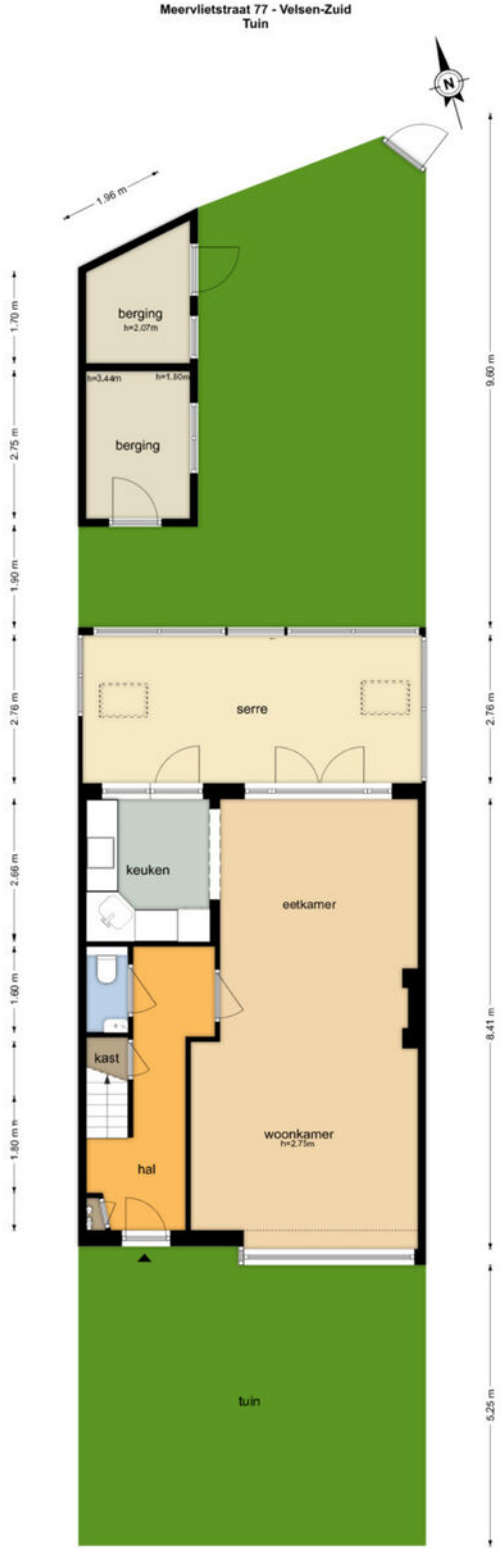 Meervlietstraat 77 - Velsen-Zuid
Tuin
N
1.96 m
1.70 m
berging
h=2.07m
9.60 m
h=3.44m
h=1.80m
2.75 m
berging
1.90 m
2.76 m
serre
2.76 m
2.66 m
keuken
eetkamer
1.60 m
8.41 m
kast
1.80 m
woonkamer
h=2.75m
hal
tuin
5.25 m